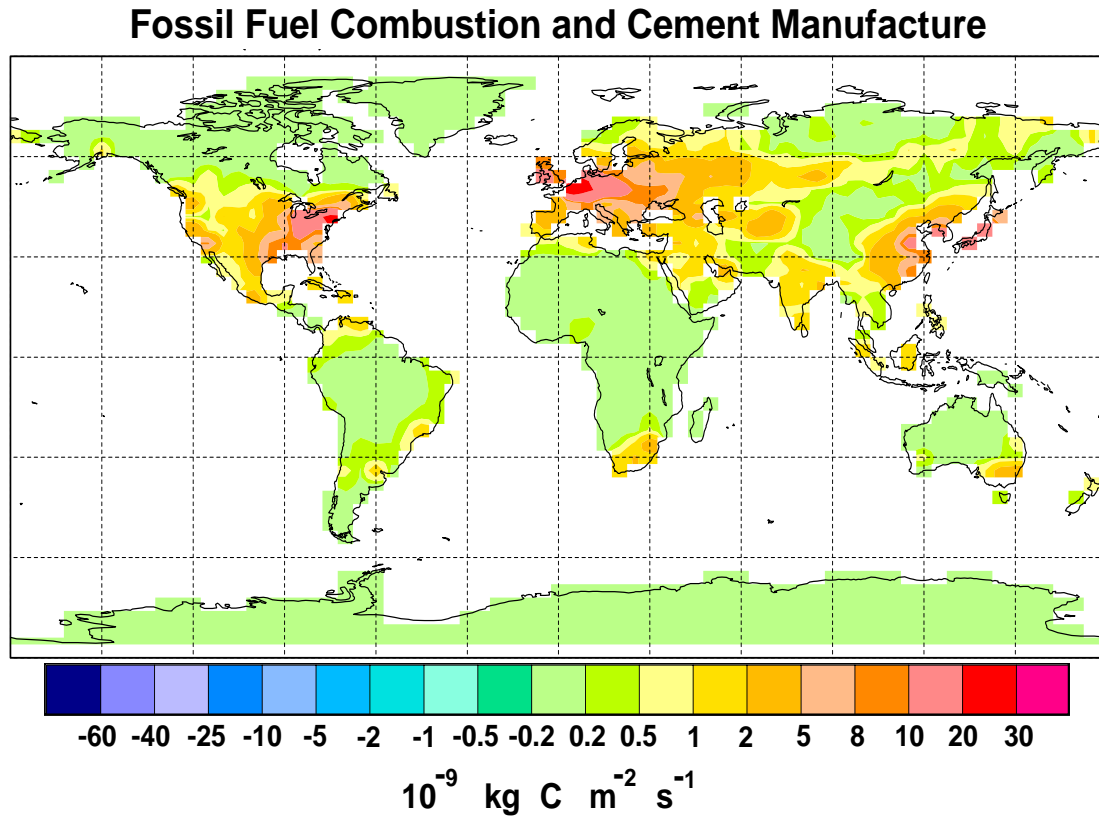 Fossil Fuel Combustion and Cement Manufacture
-60 -40 -25 -10 -5 -2 -1 -0.5 -0.2 0.2 0.5 1 2 5 8 10 20 30
10⁻⁹ kg C m⁻² s⁻¹